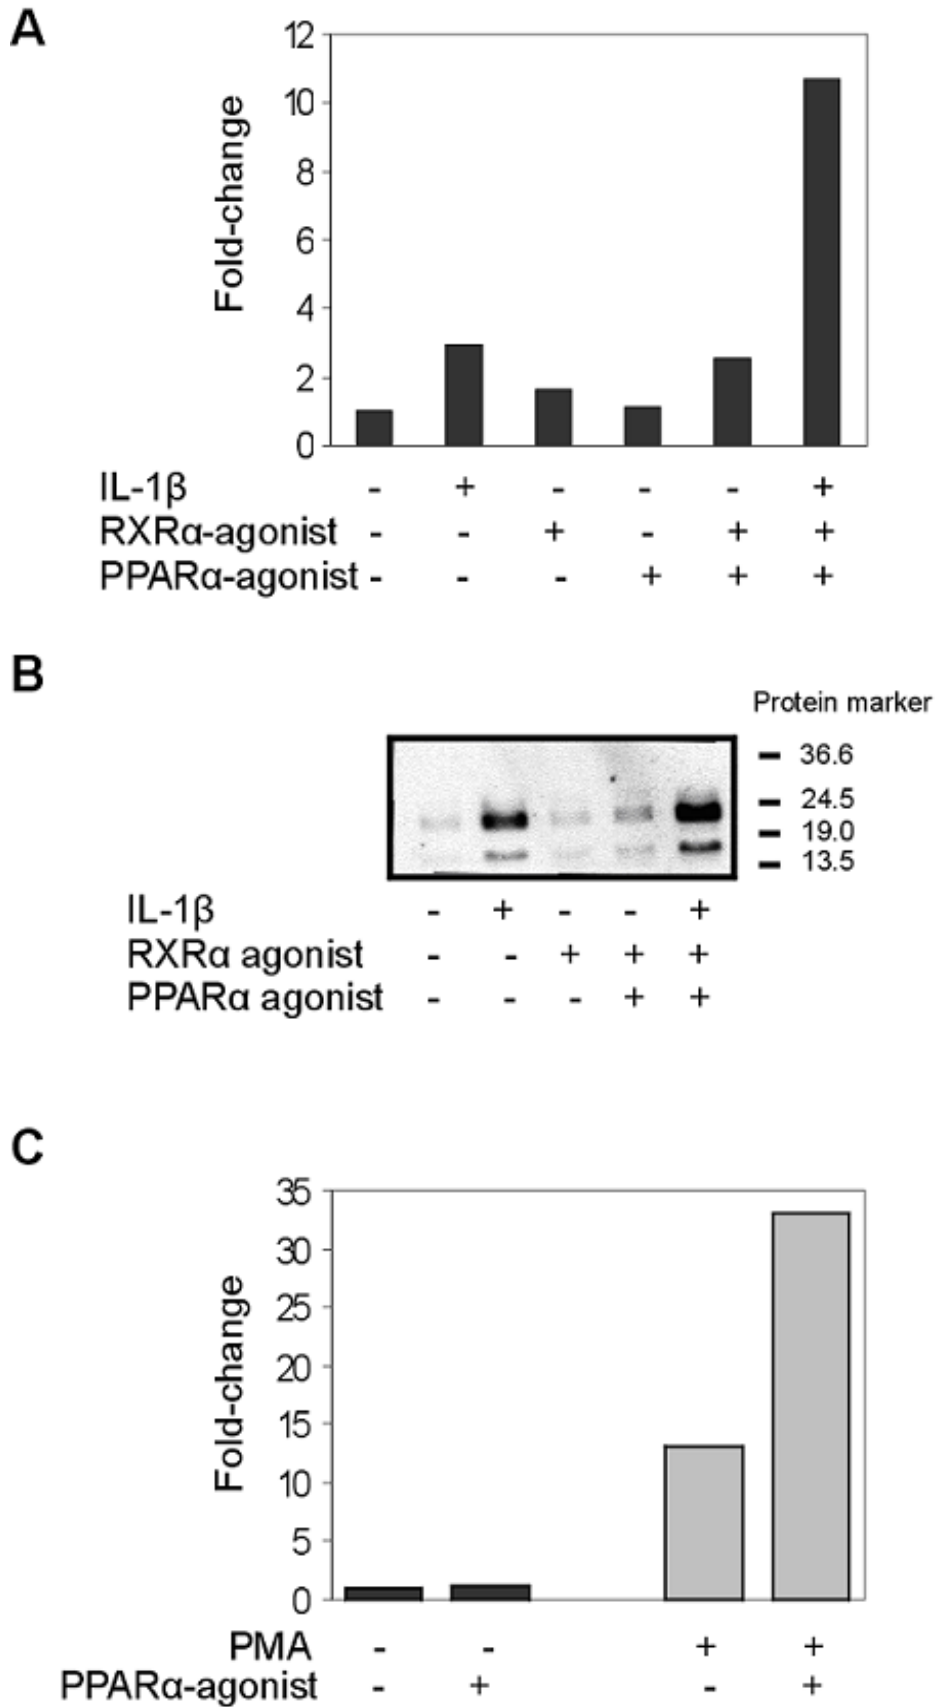 A
Fold-change
12
10
8
6
4
2
0
IL-1β - + - - - +
RXRα-agonist - - + - + +
PPARα-agonist - - - + + +
B
Protein marker
36.6
24.5
19.0
13.5
IL-1β - + - - +
RXRα agonist - - + + +
PPARα agonist - - - + +
C
Fold-change
35
30
25
20
15
10
5
0
PMA - - + +
PPARα-agonist - + - +